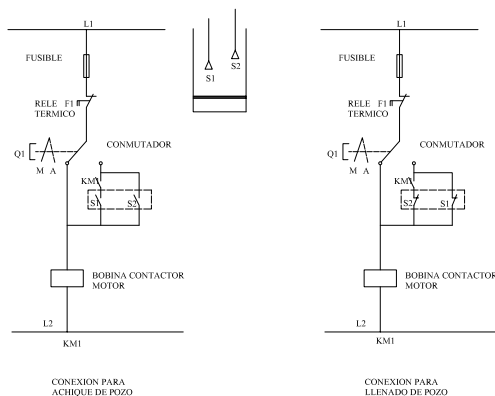 L1
FUSIBLE
RELE F1
TERMICO
Q1
M A
CONMUTADOR
KM1
S1 S2
BOBINA CONTACTOR
MOTOR
L2
KM1
CONEXION PARA
ACHIQUE DE POZO
S1
S2
L1
FUSIBLE
RELE F1
TERMICO
Q1
M A
CONMUTADOR
KM1
S2 S1
BOBINA CONTACTOR
MOTOR
L2
KM1
CONEXION PARA
LLENADO DE POZO